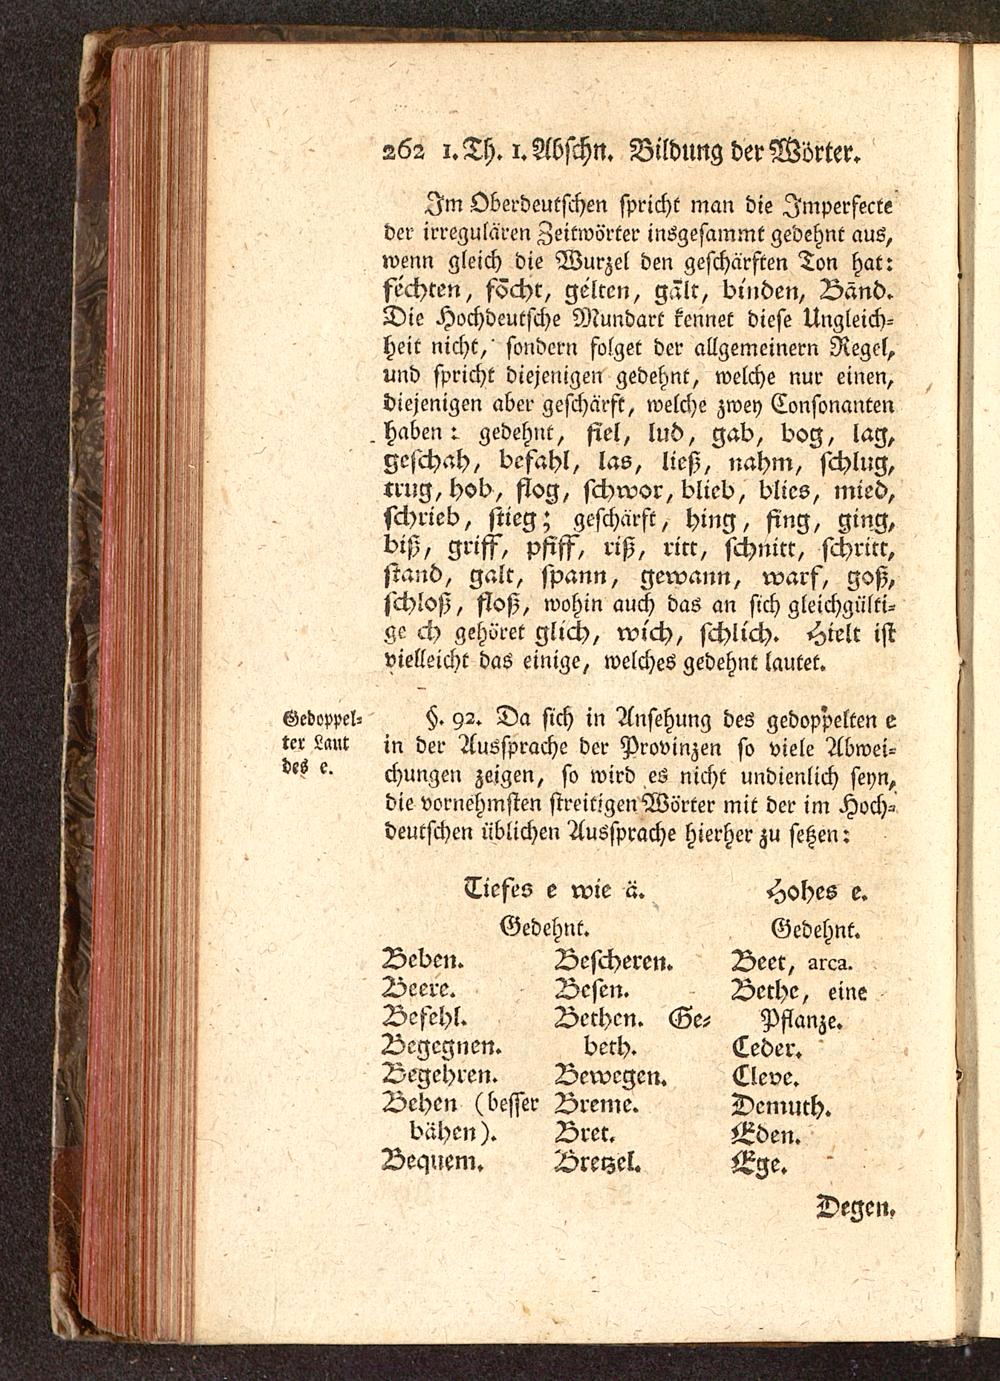 262 1. Th. 1. Abschn. Bildung der Wörter.
Im Oberdeutschen spricht man die Imperfecte
der irregulären Zeitwörter insgesammt gedehnt aus,
wenn gleich die Wurzel den geschärften Ton hat:
féchten, fōcht, gélten, gālt, bínden, Bānd.
Die Hochdeutsche Mundart kennet diese Ungleich-
heit nicht, sondern folget der allgemeinern Regel,
und spricht diejenigen gedehnt, welche nur einen,
diejenigen aber geschärft, welche zwey Consonanten
haben: gedehnt, fiel, lud, gab, bog, lag,
geschah, befahl, las, ließ, nahm, schlug,
trug, hob, flog, schwor, blieb, blies, mied,
schrieb, stieg; geschärft, hing, fing, ging,
biß, griff, pfiff, riß, ritt, schnitt, schritt,
stand, galt, spann, gewann, warf, goß,
schloß, floß, wohin auch das an sich gleichgülti-
ge ch gehöret glich, wich, schlich. Hielt ist
vielleicht das einige, welches gedehnt lautet.
Gedoppel-
ter Laut
des e.
§. 92. Da sich in Ansehung des gedoppelten e
in der Aussprache der Provinzen so viele Abwei-
chungen zeigen, so wird es nicht undienlich seyn,
die vornehmsten streitigen Wörter mit der im Hoch-
deutschen üblichen Aussprache hierher zu setzen:
Tiefes e wie ä. Hohes e.
Gedehnt. Gedehnt.
Beben. Bescheren. Beet, arca.
Beere. Besen. Bethe, eine
Befehl. Bethen. Ge- Pflanze.
Begegnen. beth. Ceder.
Begehren. Bewegen. Cleve.
Behen (besser Breme. Demuth.
bähen). Bret. Eden.
Bequem. Bretzel. Ege.
Degen.